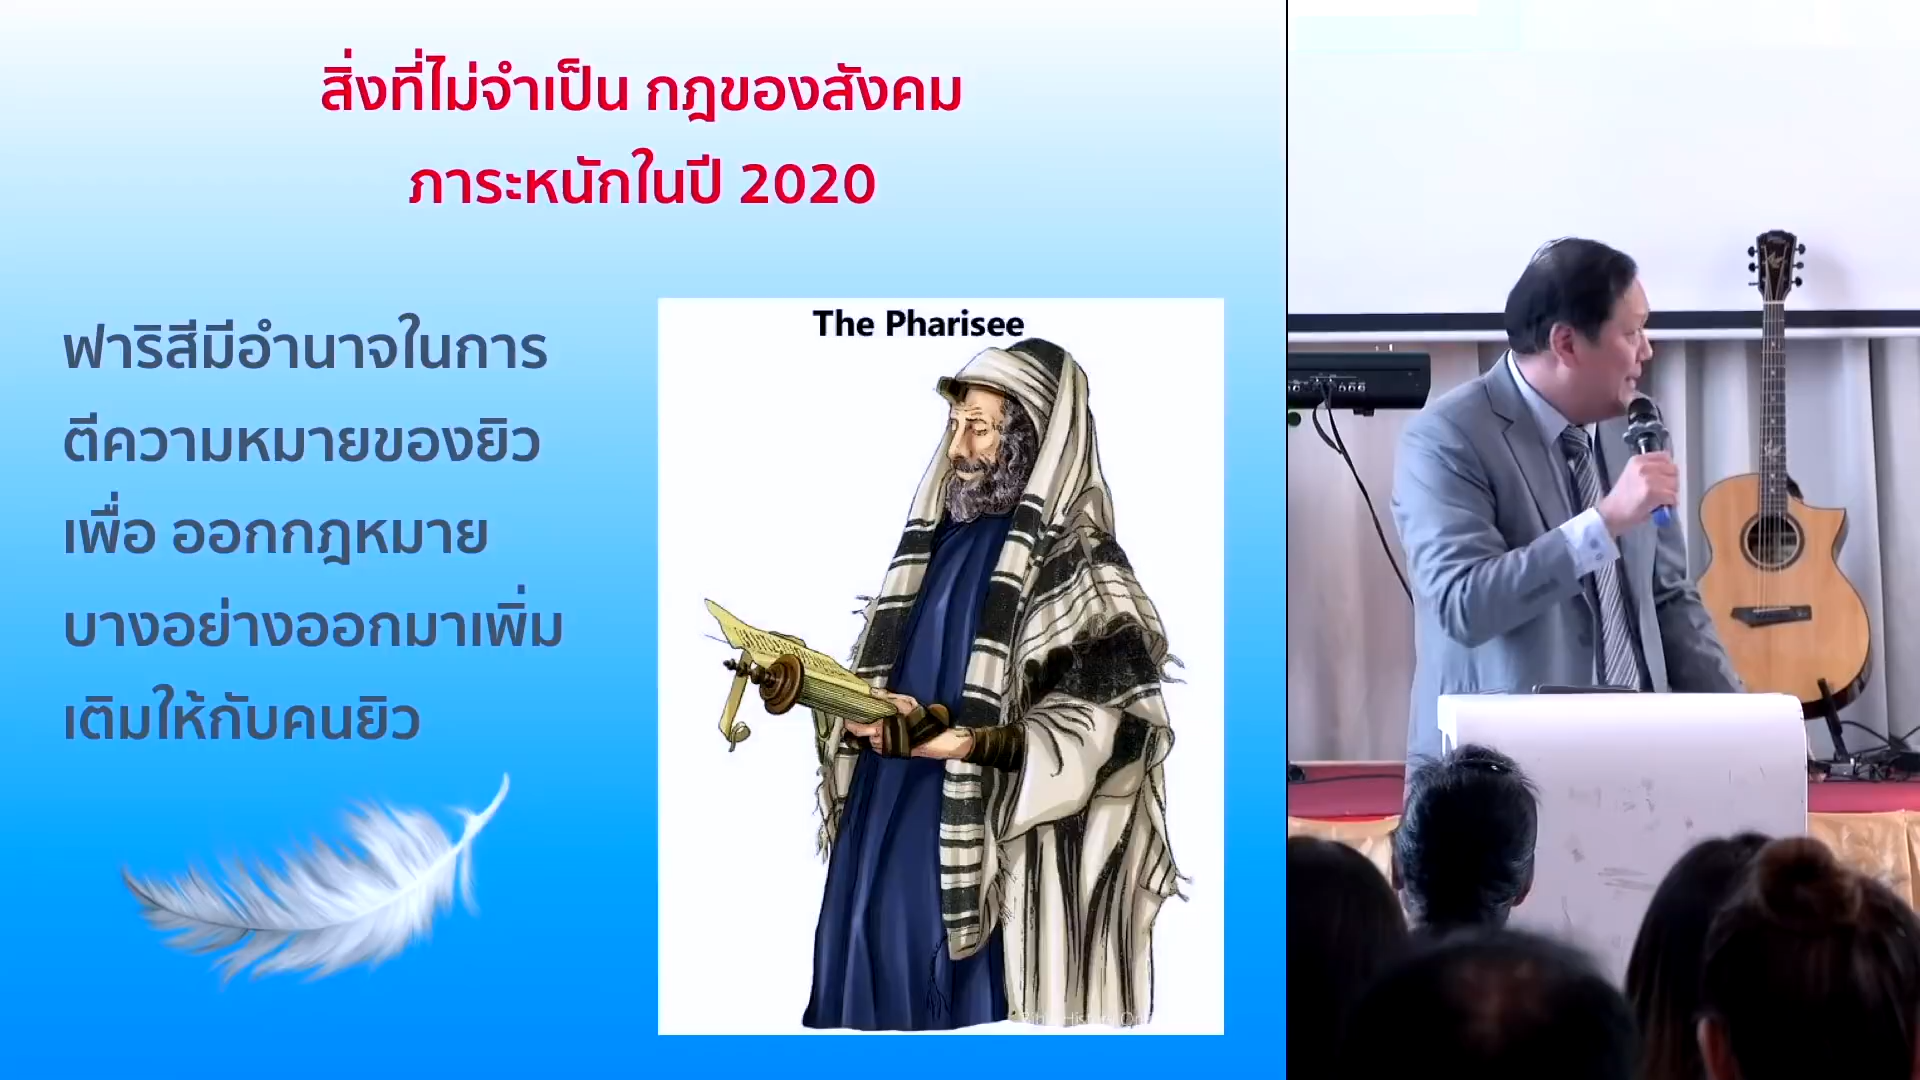 สิ่งที่ไม่จำเป็น กฎของสังคม
ภาระหนักในปี 2020
ฟาริสีมีอำนาจในการ
ตีความหมายของยิว
เพื่อ ออกกฎหมาย
บางอย่างออกมาเพิ่ม
เติมให้กับคนยิว
The Pharisee